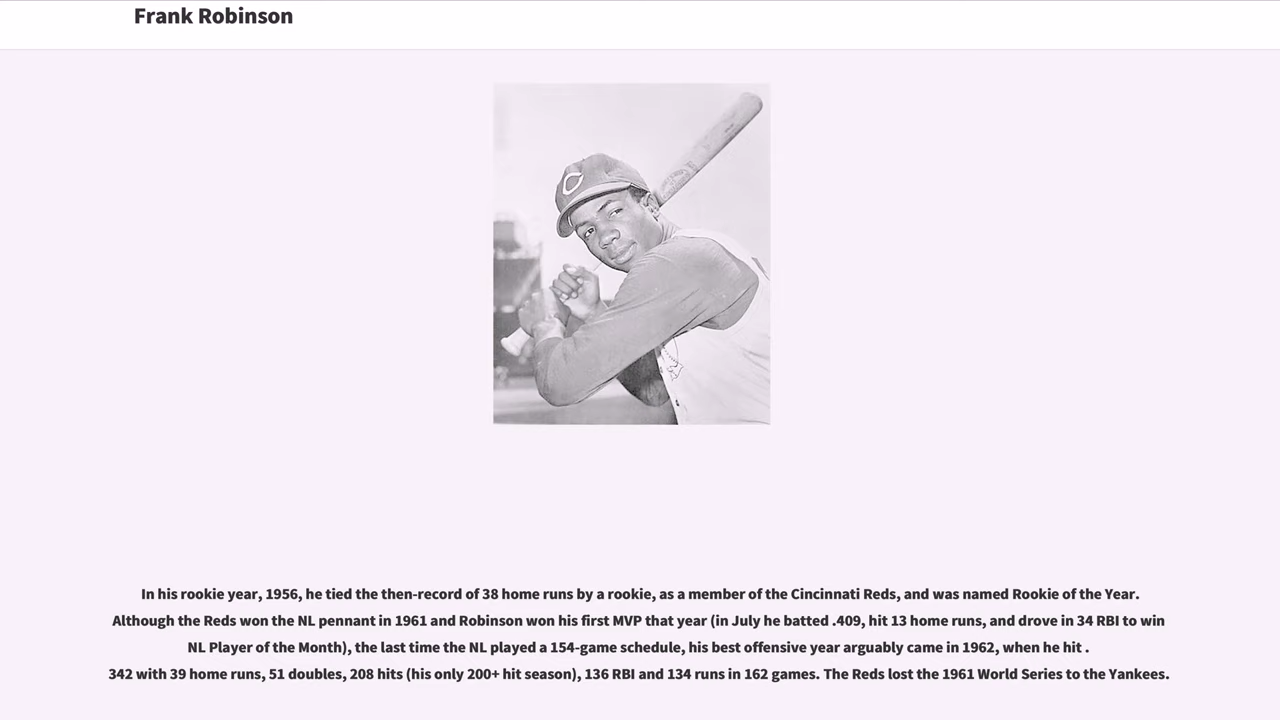 Frank Robinson
C
In his rookie year, 1956, he tied the then-record of 38 home runs by a rookie, as a member of the Cincinnati Reds, and was named Rookie of the Year.
Although the Reds won the NL pennant in 1961 and Robinson won his first MVP that year (in July he batted .409, hit 13 home runs, and drove in 34 RBI to win
NL Player of the Month), the last time the NL played a 154-game schedule, his best offensive year arguably came in 1962, when he hit .
342 with 39 home runs, 51 doubles, 208 hits (his only 200+ hit season), 136 RBI and 134 runs in 162 games. The Reds lost the 1961 World Series to the Yankees.